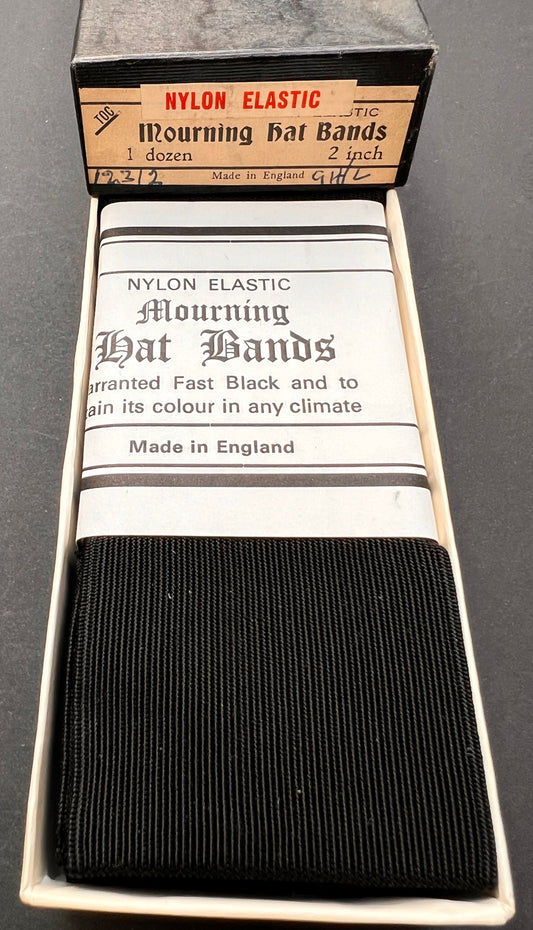 NYLON ELASTIC
TOC
Mourning Hat Bands
1 dozen 2 inch
Made in England
NYLON ELASTIC
Mourning
Hat Bands
arranted Fast Black and to
ain its colour in any climate
Made in England